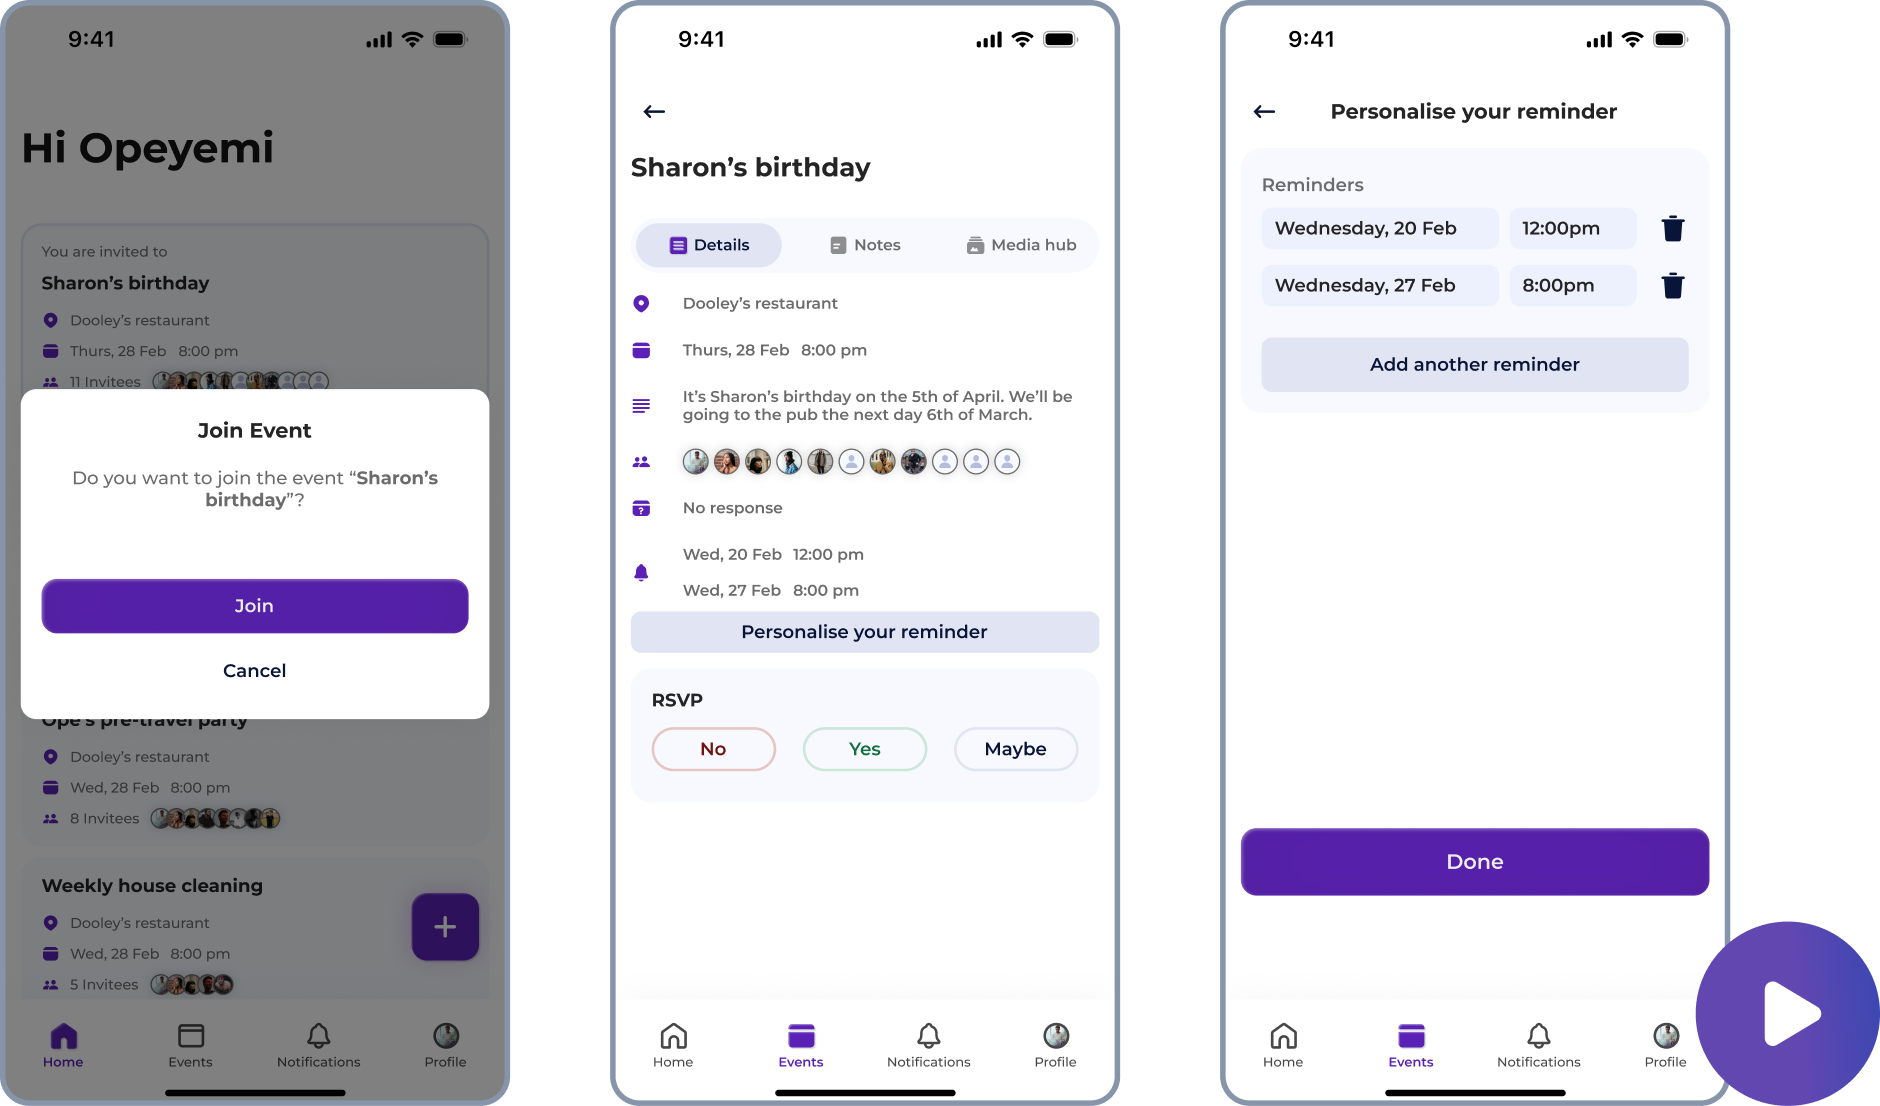 9:41
Hi Opeyemi
You are invited to
Sharon’s birthday
Dooley’s restaurant
Thurs, 28 Feb 8:00 pm
11 Invitees
Join Event
Do you want to join the event “Sharon’s
birthday”?
Join
Cancel
Ope’s pre-travel party
Dooley’s restaurant
Wed, 28 Feb 8:00 pm
8 Invitees
Weekly house cleaning
Dooley’s restaurant
Wed, 28 Feb 8:00 pm
5 Invitees
+
Home Events Notifications Profile
9:41
Sharon’s birthday
Details Notes Media hub
Dooley’s restaurant
Thurs, 28 Feb 8:00 pm
It’s Sharon’s birthday on the 5th of April. We’ll be
going to the pub the next day 6th of March.
No response
Wed, 20 Feb 12:00 pm
Wed, 27 Feb 8:00 pm
Personalise your reminder
RSVP
No Yes Maybe
Home Events Notifications Profile
9:41
Personalise your reminder
Reminders
Wednesday, 20 Feb 12:00pm
Wednesday, 27 Feb 8:00pm
Add another reminder
Done
Home Events Notifications Profile